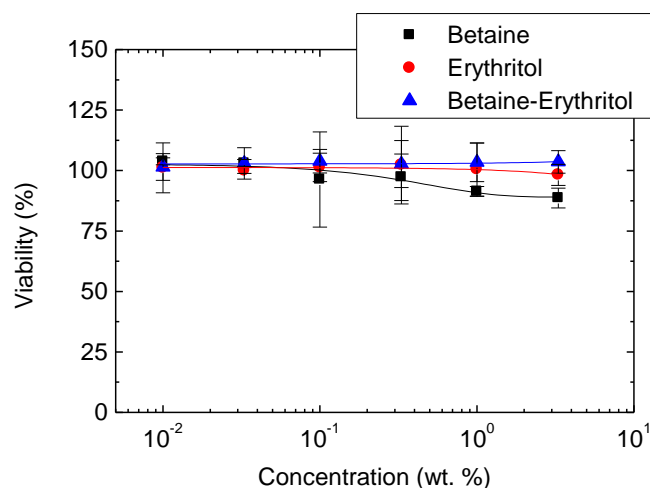 Betaine
Erythritol
Betaine-Erythritol
150
125
100
75
50
25
0
Viability (%)
10⁻² 10⁻¹ 10⁰ 10¹
Concentration (wt. %)